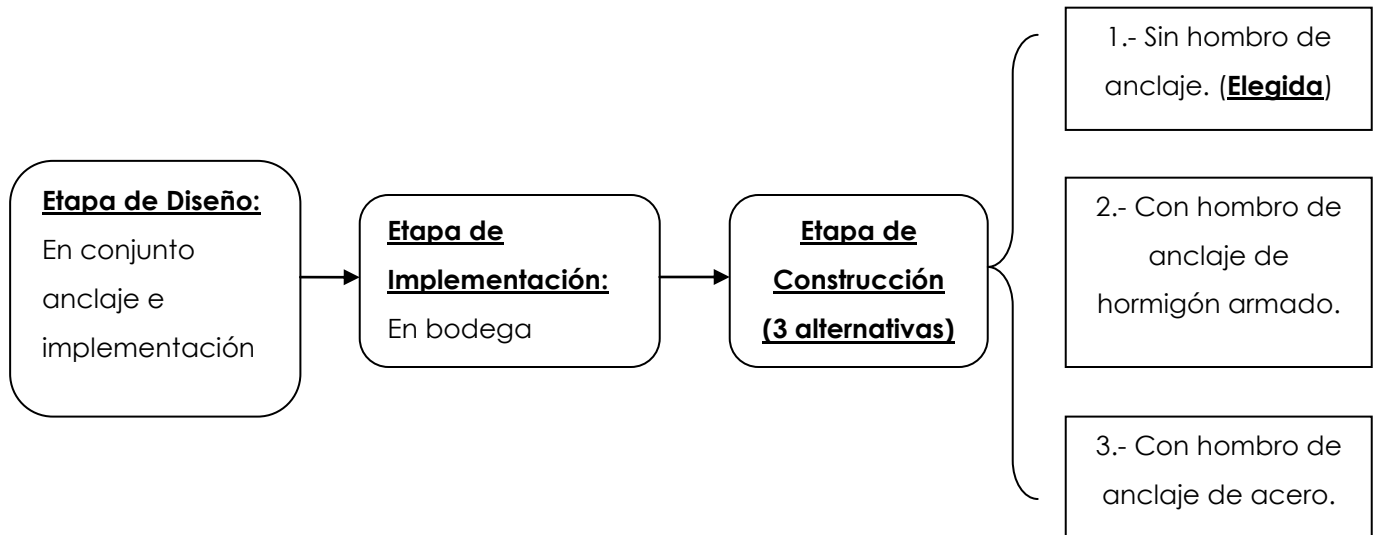 Etapa de Diseño:
En conjunto
anclaje e
implementación
Etapa de
Implementación:
En bodega
Etapa de
Construcción
(3 alternativas)
1.- Sin hombro de
anclaje. (Elegida)
2.- Con hombro de
anclaje de
hormigón armado.
3.- Con hombro de
anclaje de acero.